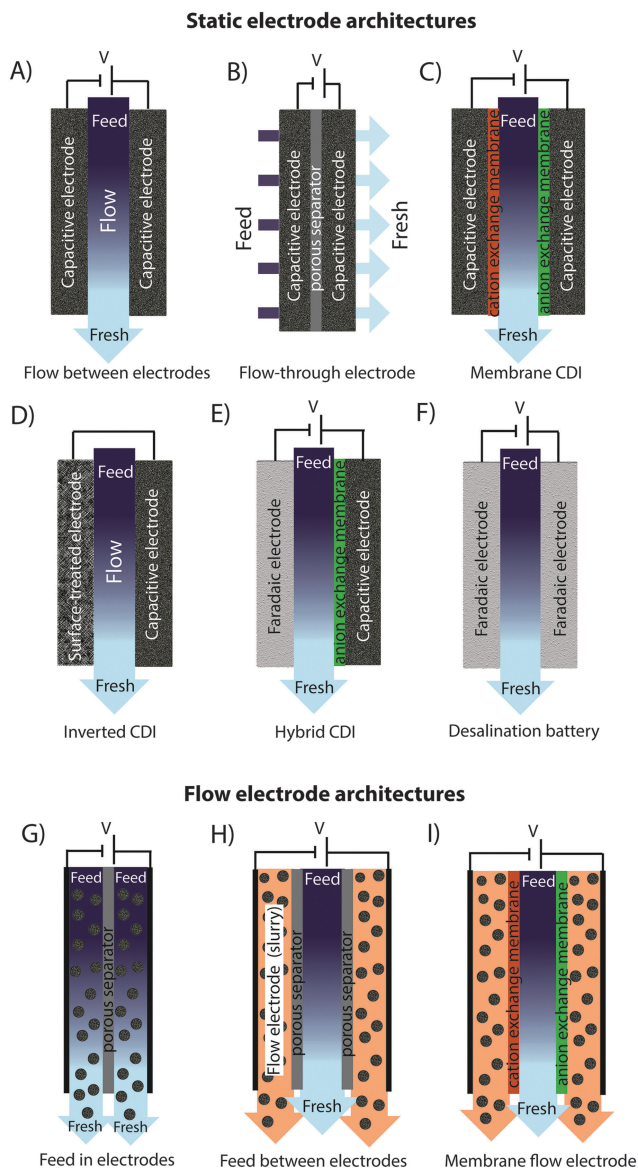 Static electrode architectures
A)
V
Capacitive electrode
Feed
Flow
Fresh
Capacitive electrode
Flow between electrodes
B)
V
Feed
Capacitive electrode
porous separator
Capacitive electrode
Fresh
Flow-through electrode
C)
V
Capacitive electrode
cation exchange membrane
Feed
Fresh
anion exchange membrane
Capacitive electrode
Membrane CDI
D)
Surface-treated electrode
Feed
Flow
Fresh
Capacitive electrode
Inverted CDI
E)
V
Faradaic electrode
Feed
Fresh
anion exchange membrane
Capacitive electrode
Hybrid CDI
F)
V
Faradaic electrode
Feed
Fresh
Faradaic electrode
Desalination battery
Flow electrode architectures
G)
V
Feed
Feed
porous separator
Fresh
Fresh
Feed in electrodes
H)
V
Flow electrode (slurry)
porous separator
Feed
Fresh
porous separator
Feed between electrodes
I)
V
cation exchange membrane
Feed
Fresh
anion exchange membrane
Membrane flow electrode